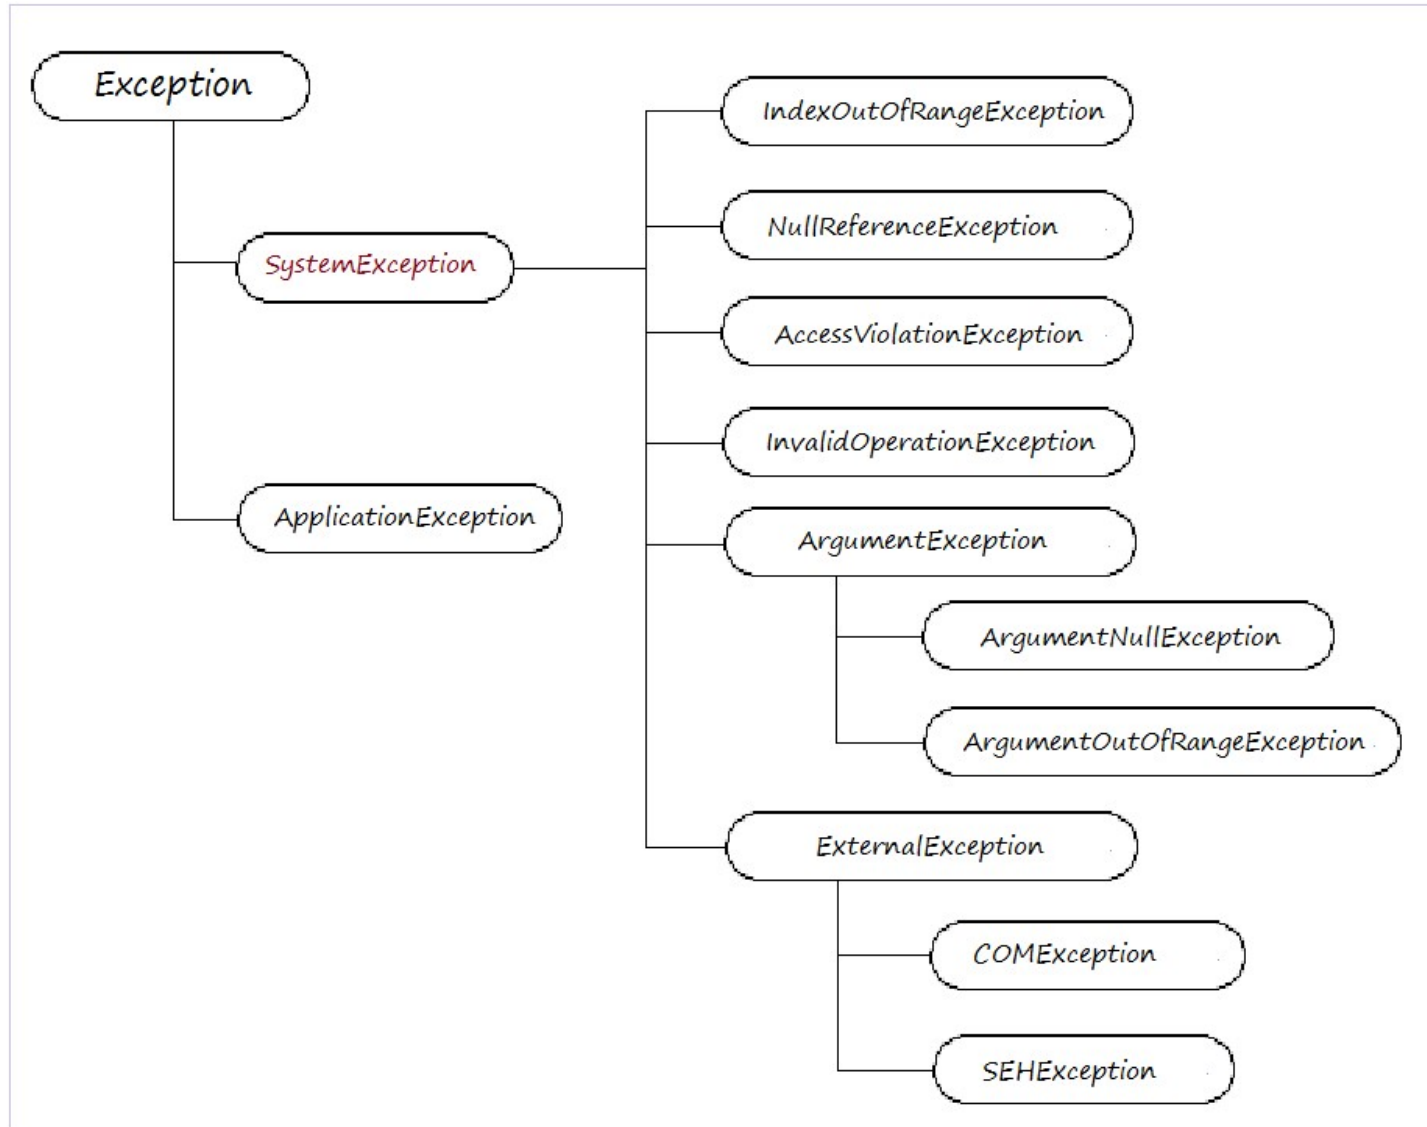 Exception
IndexOutOfRangeException
NullReferenceException
SystemException
AccessViolationException
InvalidOperationException
ApplicationException
ArgumentException
ArgumentNullException
ArgumentOutOfRangeException
ExternalException
COMException
SEHException